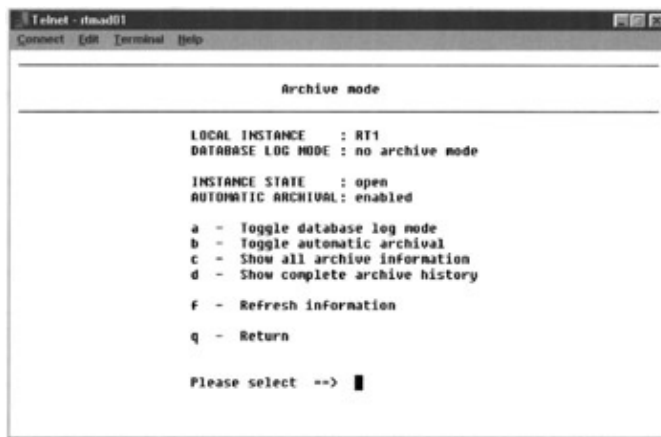 Telnet - rtmad01
Connect Edit Terminal Help
Archive mode
LOCAL INSTANCE : RT1
DATABASE LOG MODE : no archive mode
INSTANCE STATE : open
AUTOMATIC ARCHIVAL: enabled
a - Toggle database log mode
b - Toggle automatic archival
c - Show all archive information
d - Show complete archive history
f - Refresh information
q - Return
Please select -->